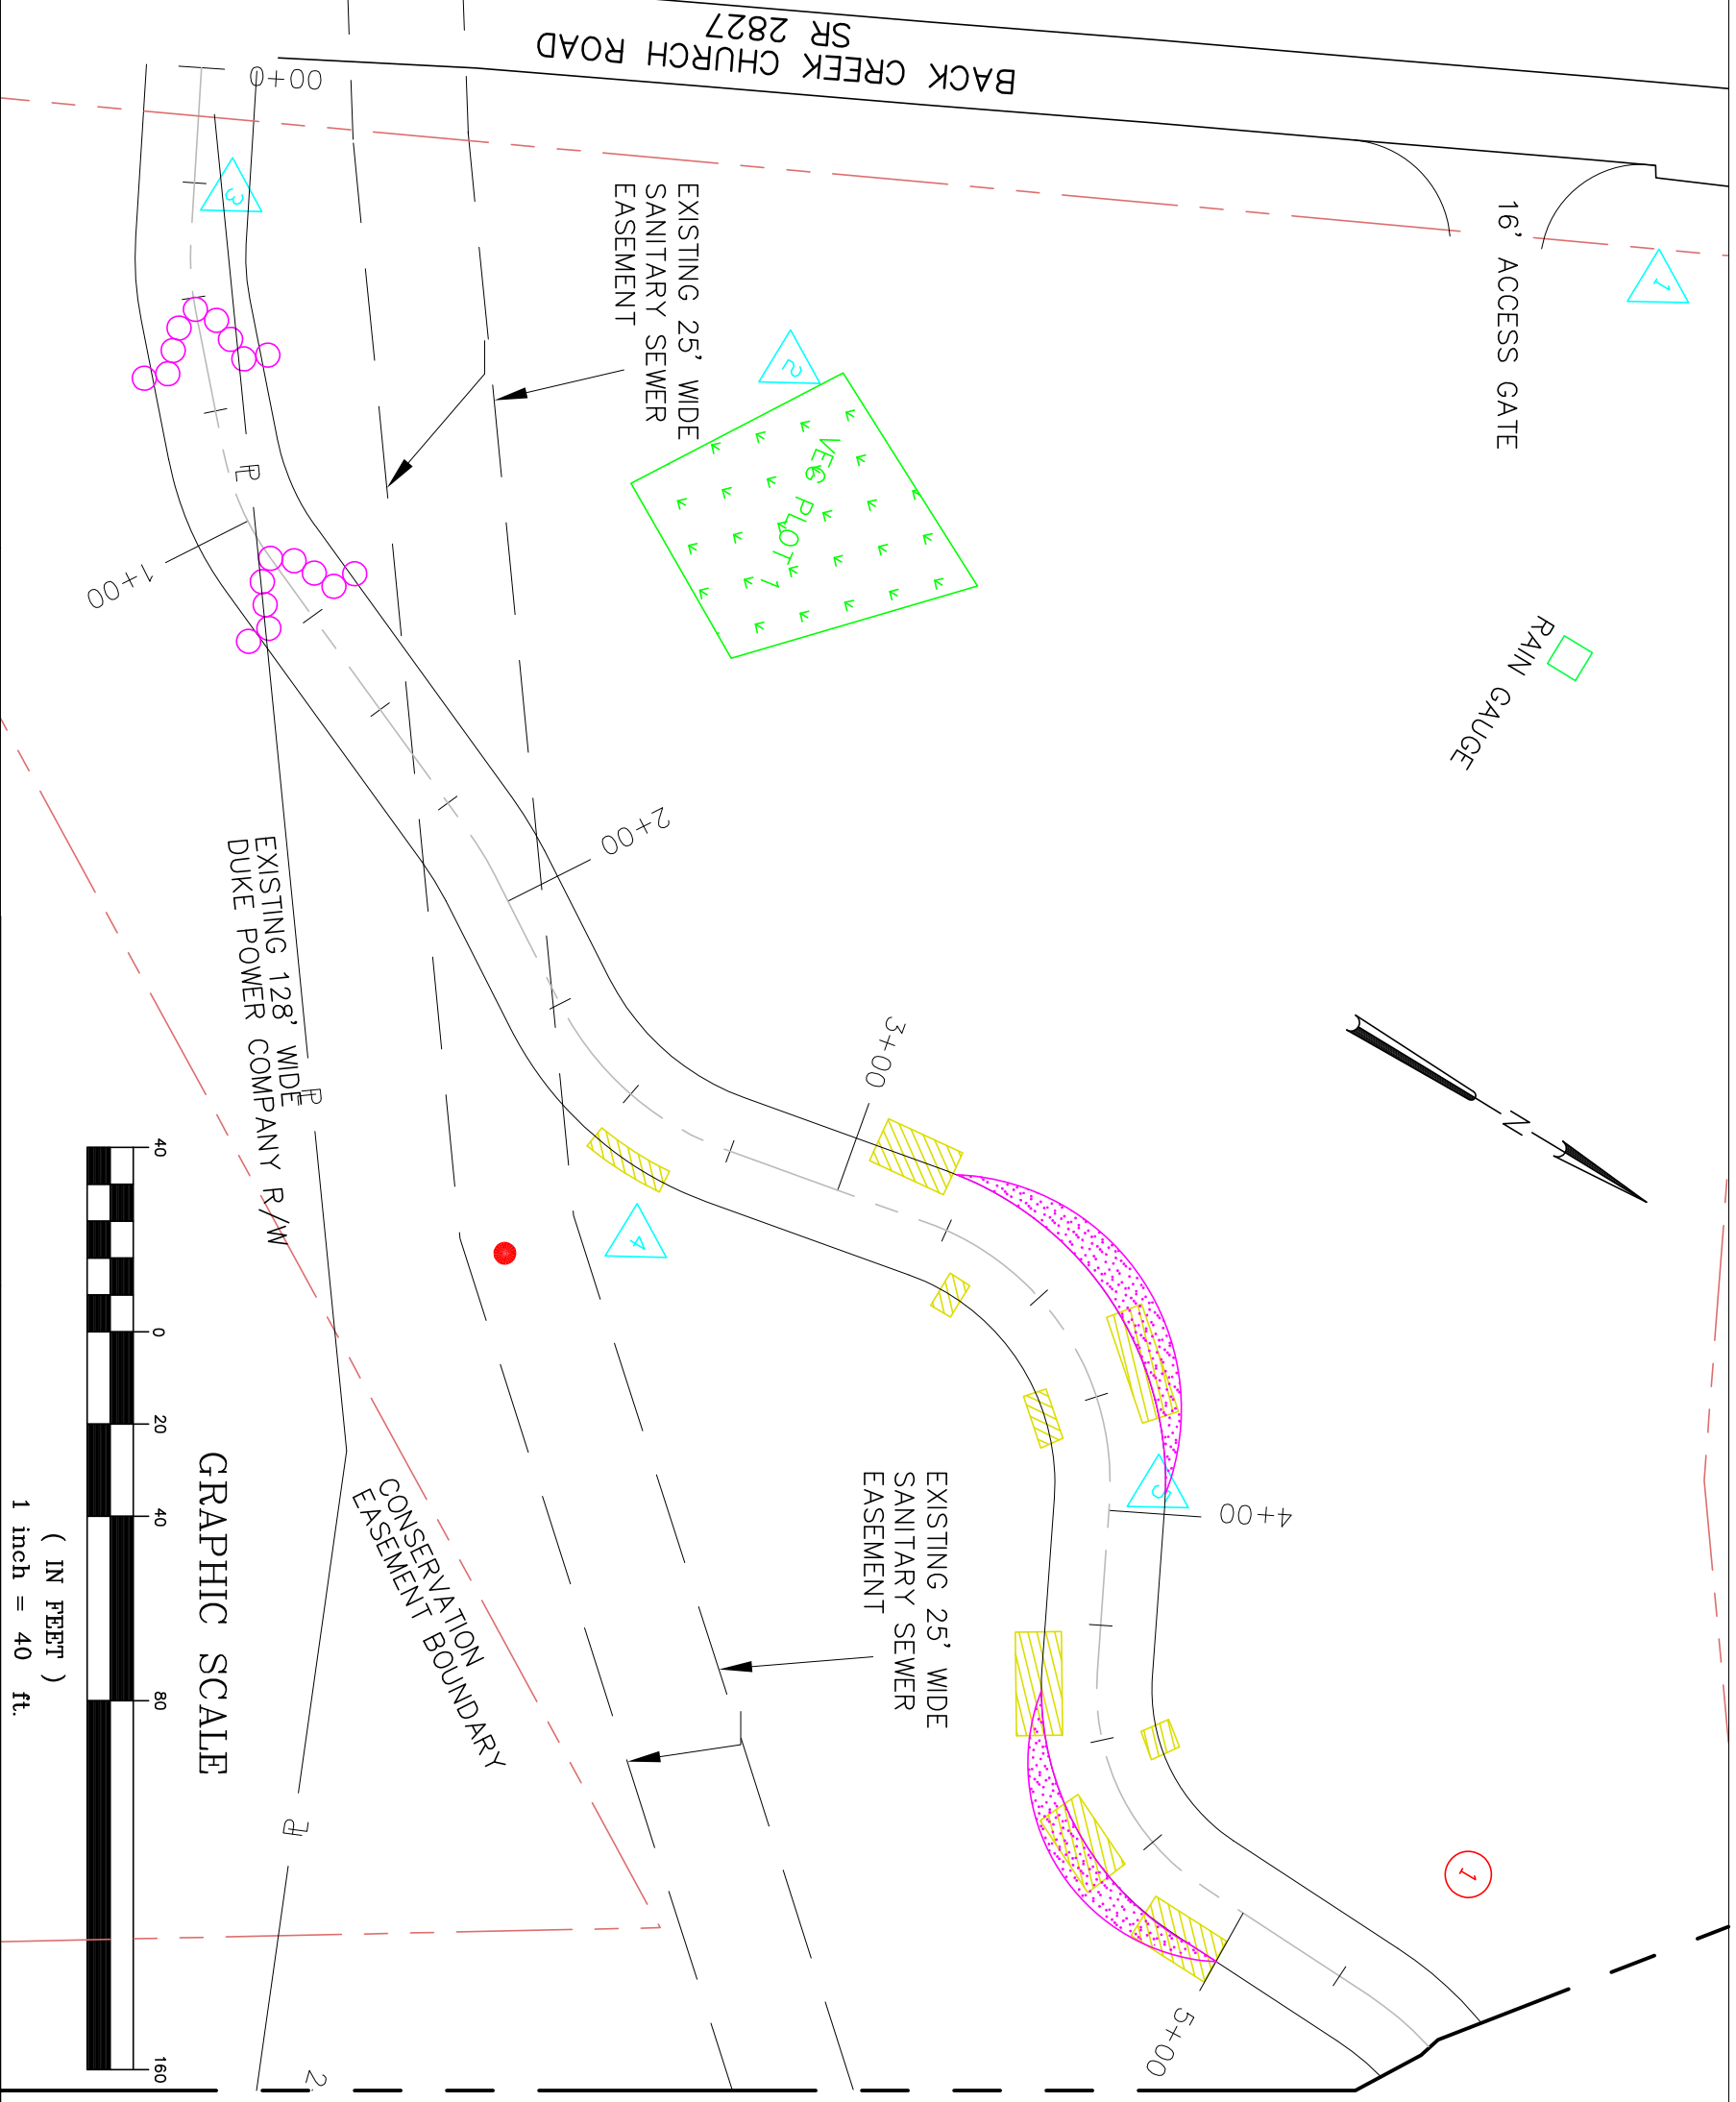 BACK CREEK CHURCH ROAD
SR 2827
0+00
3
1
16' ACCESS GATE
EXISTING 25' WIDE
SANITARY SEWER
EASEMENT
2
VEG PLOT 7
RAIN GAUGE
1+00
2+00
EXISTING 128' WIDE
DUKE POWER COMPANY R/W
3+00
N
4
5
4+00
EXISTING 25' WIDE
SANITARY SEWER
EASEMENT
CONSERVATION
EASEMENT BOUNDARY
1
5+00
2
GRAPHIC SCALE
40 0 20 40 80 160
( IN FEET )
1 inch = 40 ft.